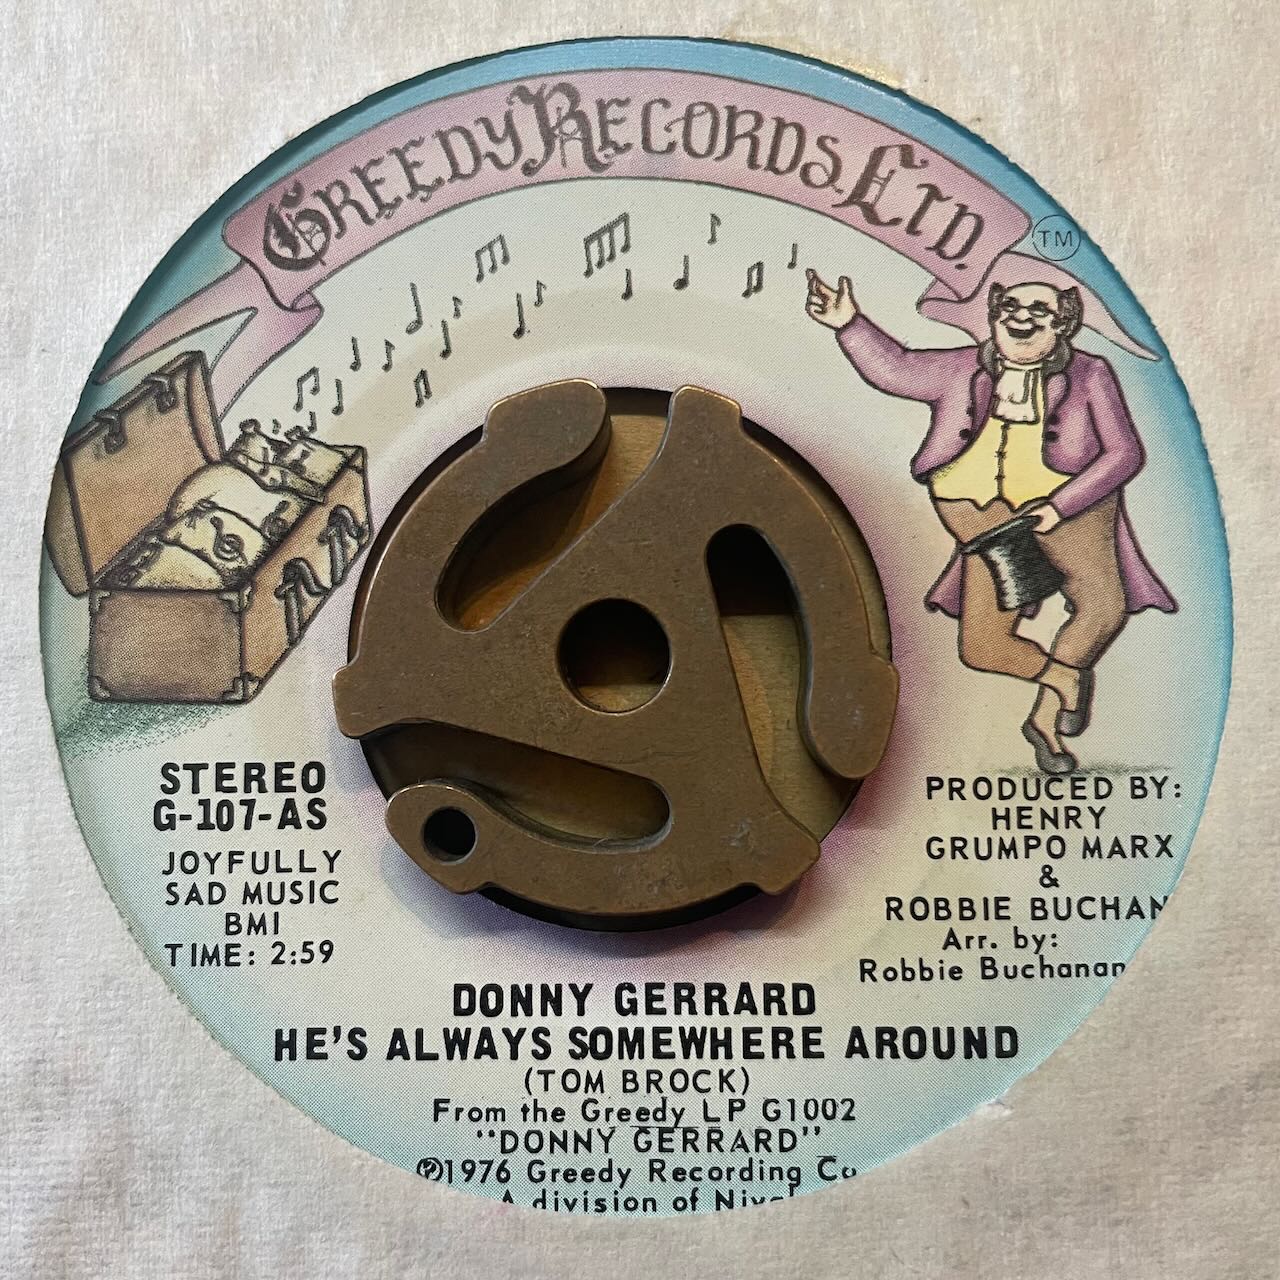 GREEDY RECORDS, LTD.
TM
STEREO
G-107-AS
JOYFULLY
SAD MUSIC
BMI
TIME: 2:59
PRODUCED BY:
HENRY
GRUMPO MARX
&
ROBBIE BUCHAN
Arr. by:
Robbie Buchanan
DONNY GERRARD
HE'S ALWAYS SOMEWHERE AROUND
(TOM BROCK)
From the Greedy LP G1002
"DONNY GERRARD"
℗1976 Greedy Recording Co
A division of